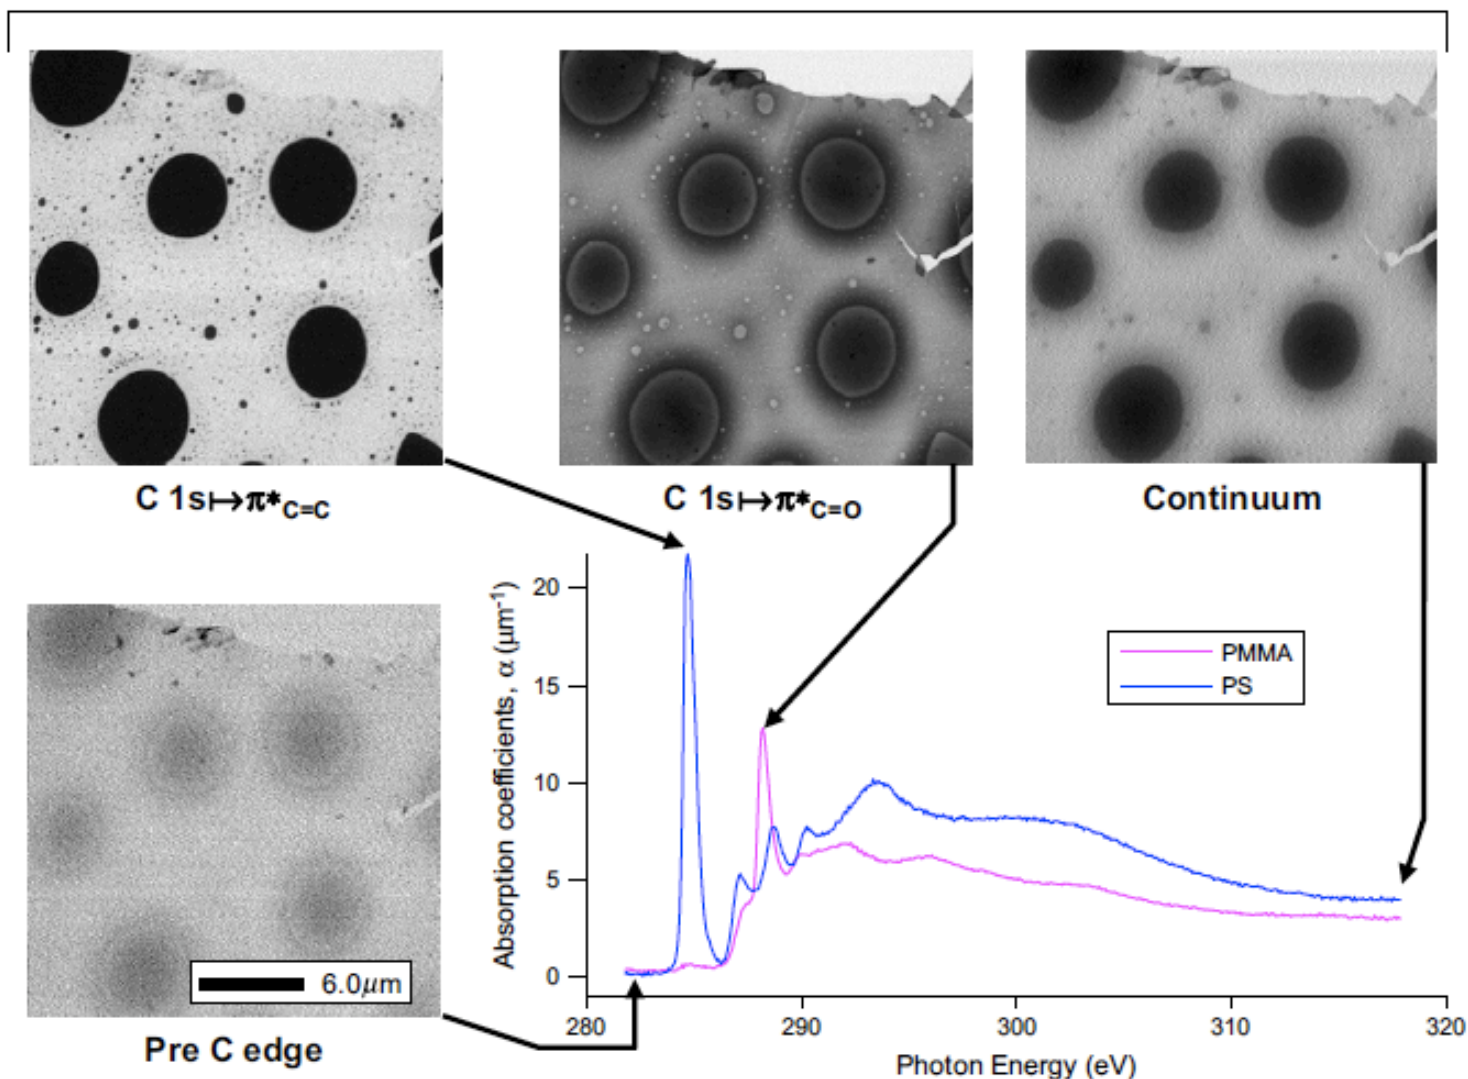 C 1s↦π*C=C
C 1s↦π*C=O
Continuum
Pre C edge
6.0μm
Absorption coefficients, α (μm-1)
20
15
10
5
0
PMMA
PS
280
290
300
310
320
Photon Energy (eV)